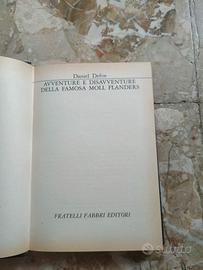 Daniel Defoe
AVVENTURE E DISAVVENTURE
DELLA FAMOSA MOLL FLANDERS
FRATELLI FABBRI EDITORI
subito